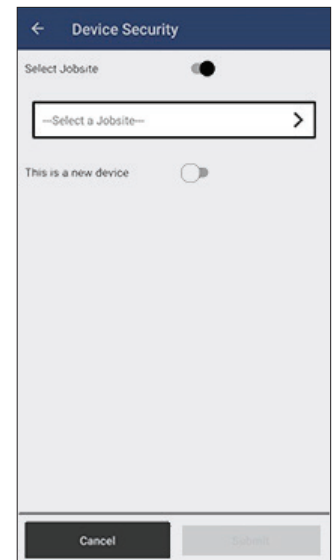 Device Security
Select Jobsite
---Select a Jobsite---
This is a new device
Cancel
Submit